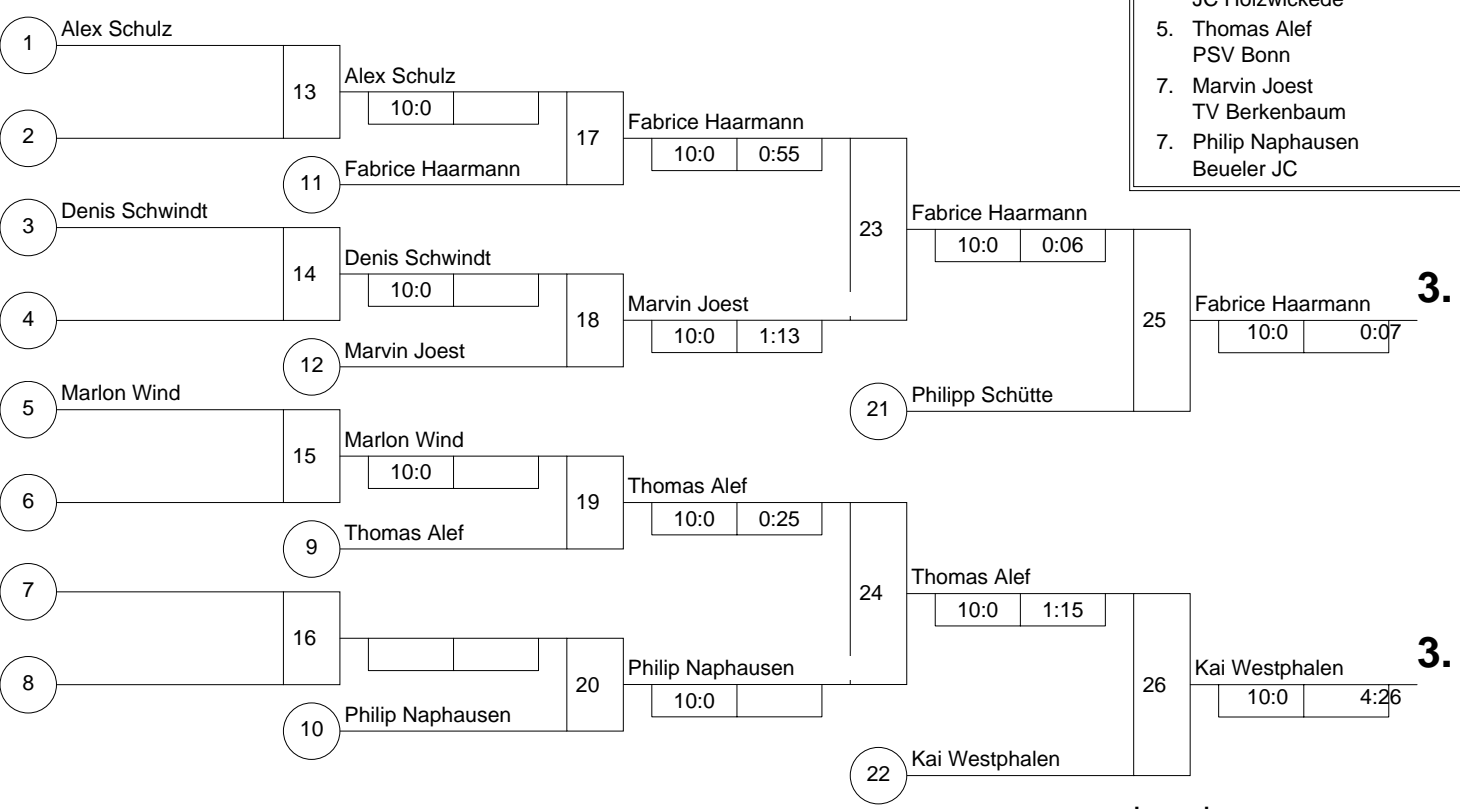 JC Holzwickede
5. Thomas Alef
PSV Bonn
7. Marvin Joest
TV Berkenbaum
7. Philip Naphausen
Beueler JC
1 Alex Schulz
2
13
Alex Schulz
10:0
11 Fabrice Haarmann
17
Fabrice Haarmann
10:0 0:55
3 Denis Schwindt
4
14
Denis Schwindt
10:0
12 Marvin Joest
18
Marvin Joest
10:0 1:13
23
Fabrice Haarmann
10:0 0:06
21 Philipp Schütte
25
Fabrice Haarmann 3.
10:0 0:07
5 Marlon Wind
6
15
Marlon Wind
10:0
9 Thomas Alef
19
Thomas Alef
10:0 0:25
7
8
16
10 Philip Naphausen
20
Philip Naphausen
10:0
24
Thomas Alef
10:0 1:15
22 Kai Westphalen
26
Kai Westphalen 3.
10:0 4:26